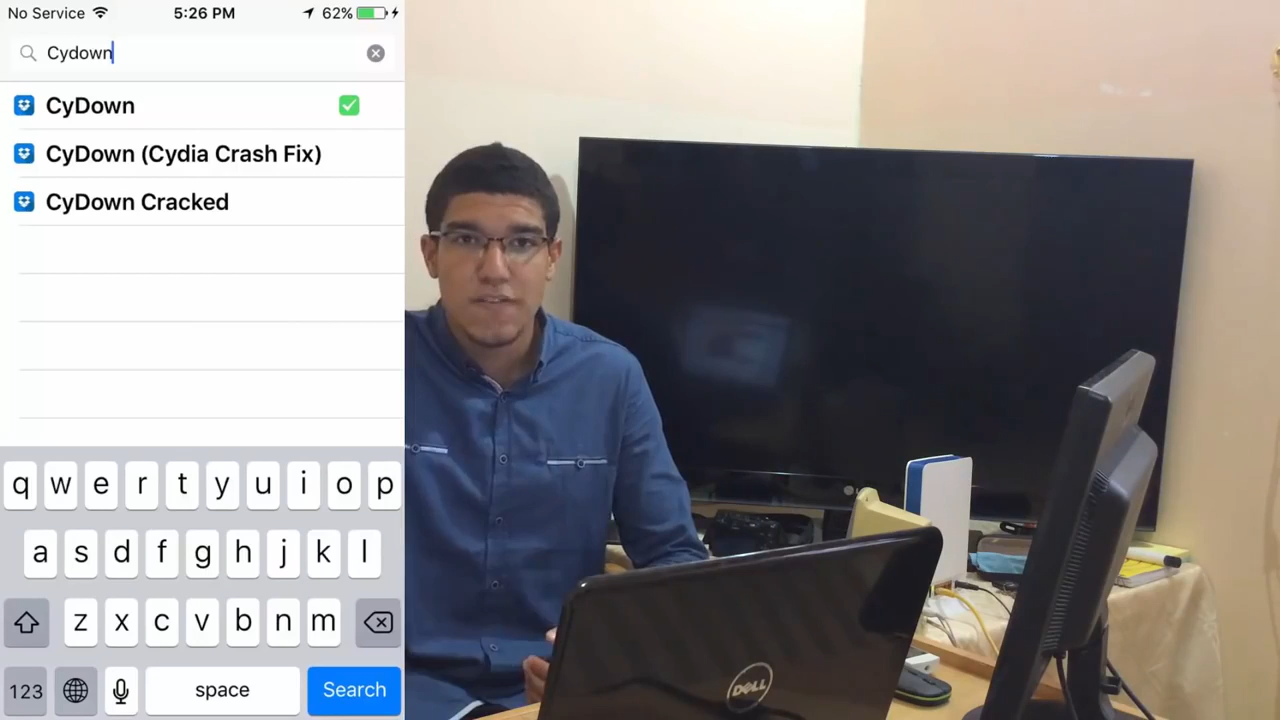 No Service 5:26 PM 62%
Cydown
CyDown
CyDown (Cydia Crash Fix)
CyDown Cracked
q w e r t y u i o p
a s d f g h j k l
z x c v b n m
123 space Search
DELL